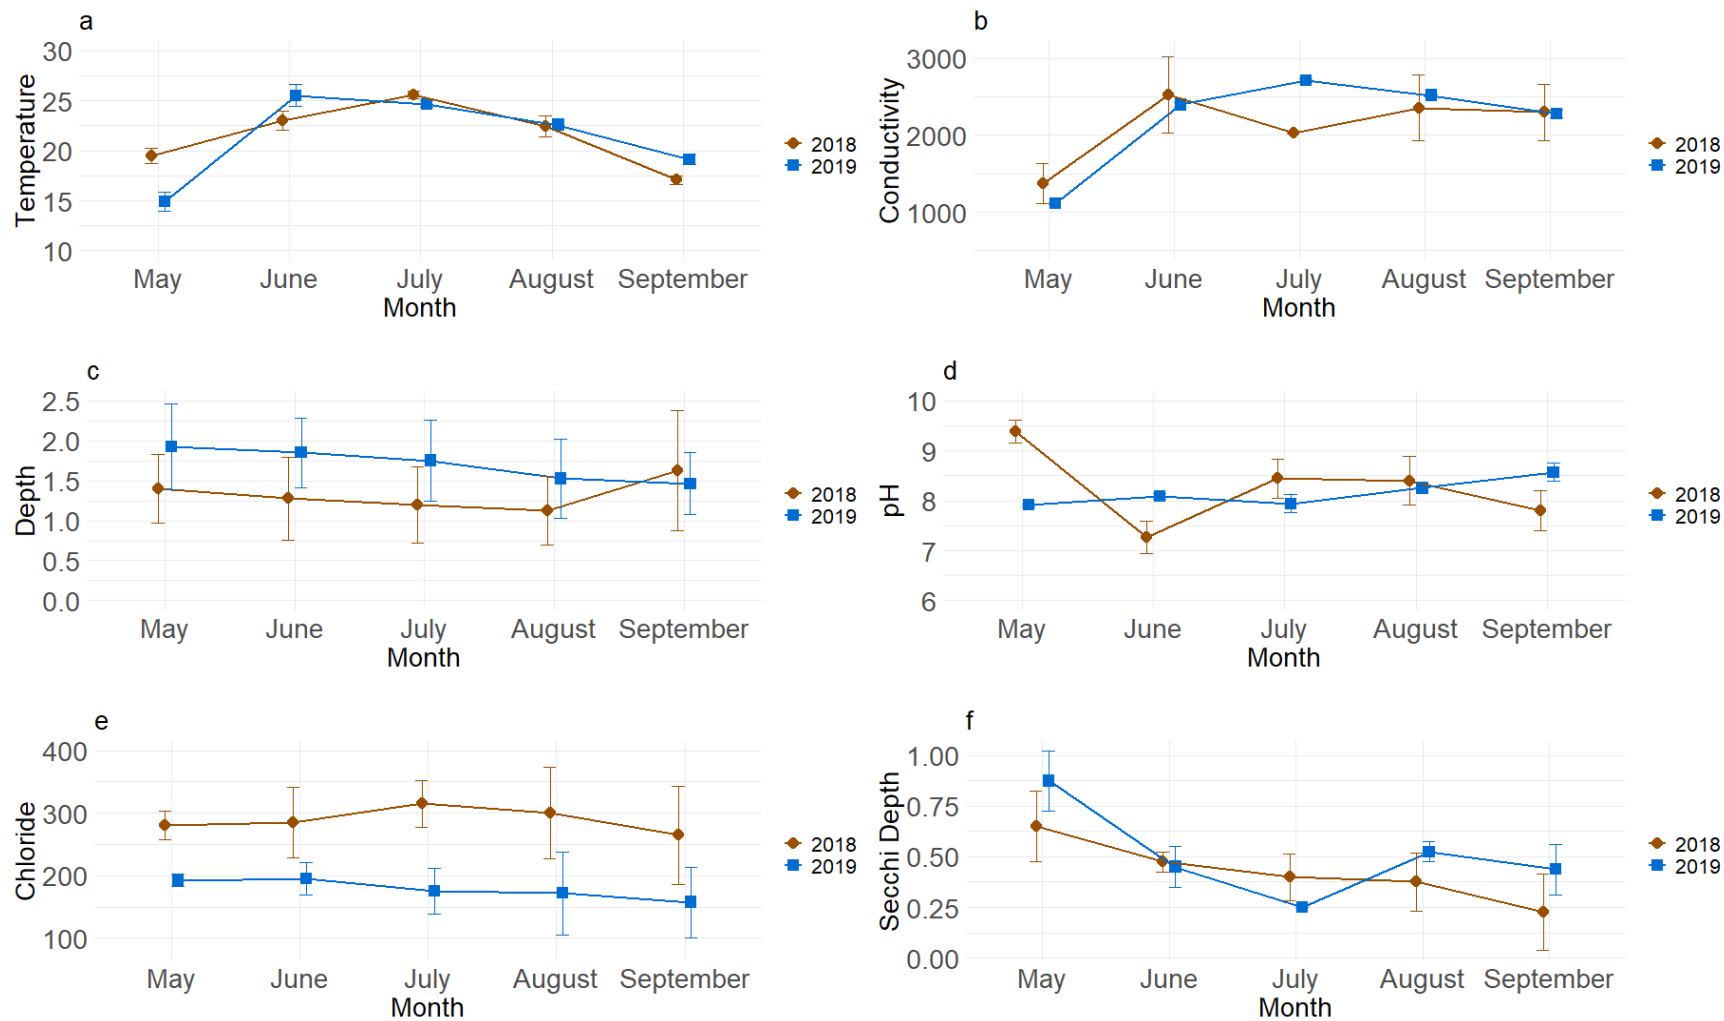 a
Temperature
30
25
20
15
10
May June July August September
Month
2018
2019
b
Conductivity
3000
2000
1000
May June July August September
Month
2018
2019
c
Depth
2.5
2.0
1.5
1.0
0.5
0.0
May June July August September
Month
2018
2019
d
pH
10
9
8
7
6
May June July August September
Month
2018
2019
e
Chloride
400
300
200
100
May June July August September
Month
2018
2019
f
Secchi Depth
1.00
0.75
0.50
0.25
0.00
May June July August September
Month
2018
2019